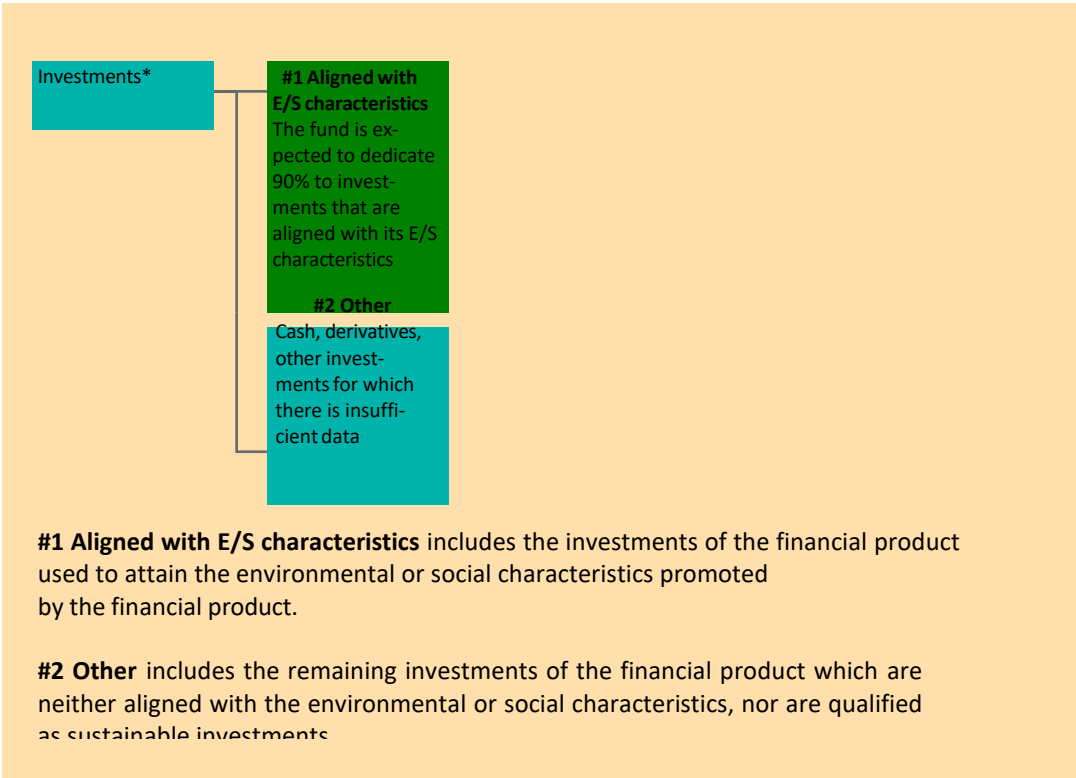 Investments*
#1 Aligned with
E/S characteristics
The fund is ex-
pected to dedicate
90% to invest-
ments that are
aligned with its E/S
characteristics
#2 Other
Cash, derivatives,
other invest-
ments for which
there is insuffi-
cient data
#1 Aligned with E/S characteristics includes the investments of the financial product
used to attain the environmental or social characteristics promoted
by the financial product.
#2 Other includes the remaining investments of the financial product which are
neither aligned with the environmental or social characteristics, nor are qualified
as sustainable investments